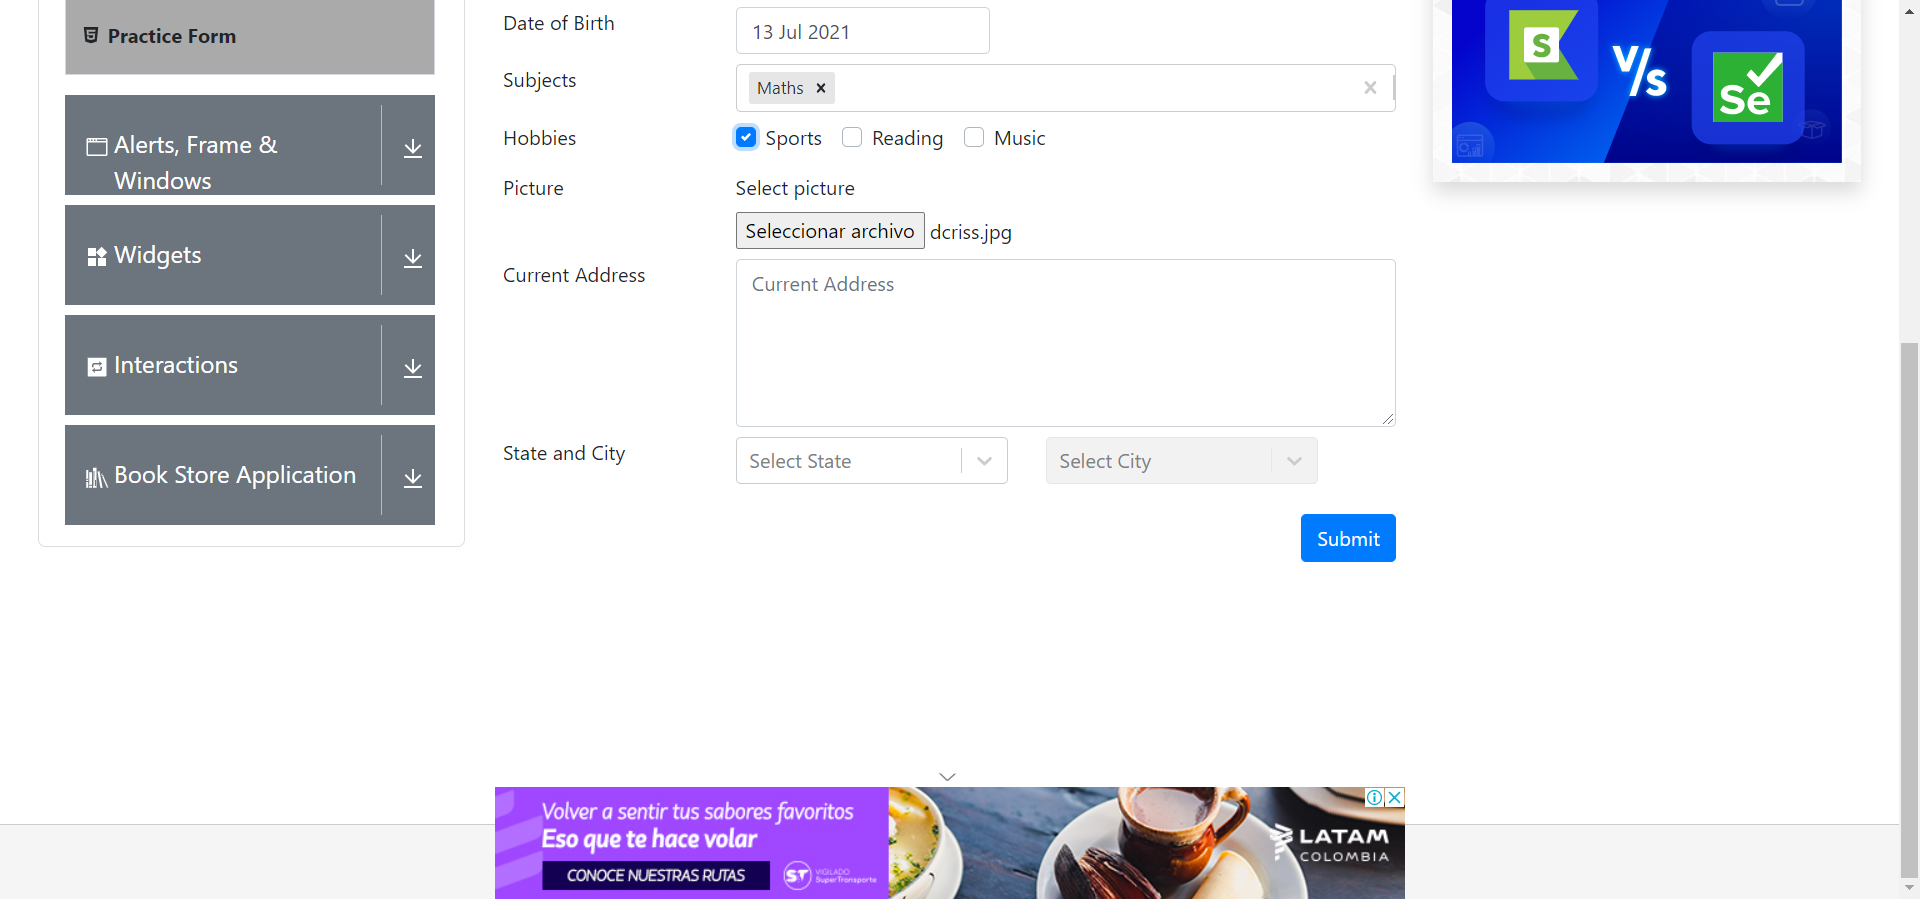 Practice Form
Alerts, Frame &
Windows
Widgets
Interactions
Book Store Application
Date of Birth
13 Jul 2021
Subjects
Maths
Hobbies
Sports
Reading
Music
Picture
Select picture
Seleccionar archivo dcriss.jpg
Current Address
Current Address
State and City
Select State
Select City
Submit
S
V/s
Se
Volver a sentir tus sabores favoritos
Eso que te hace volar
CONOCE NUESTRAS RUTAS
ST
VIGILADO
SuperTransporte
LATAM
COLOMBIA